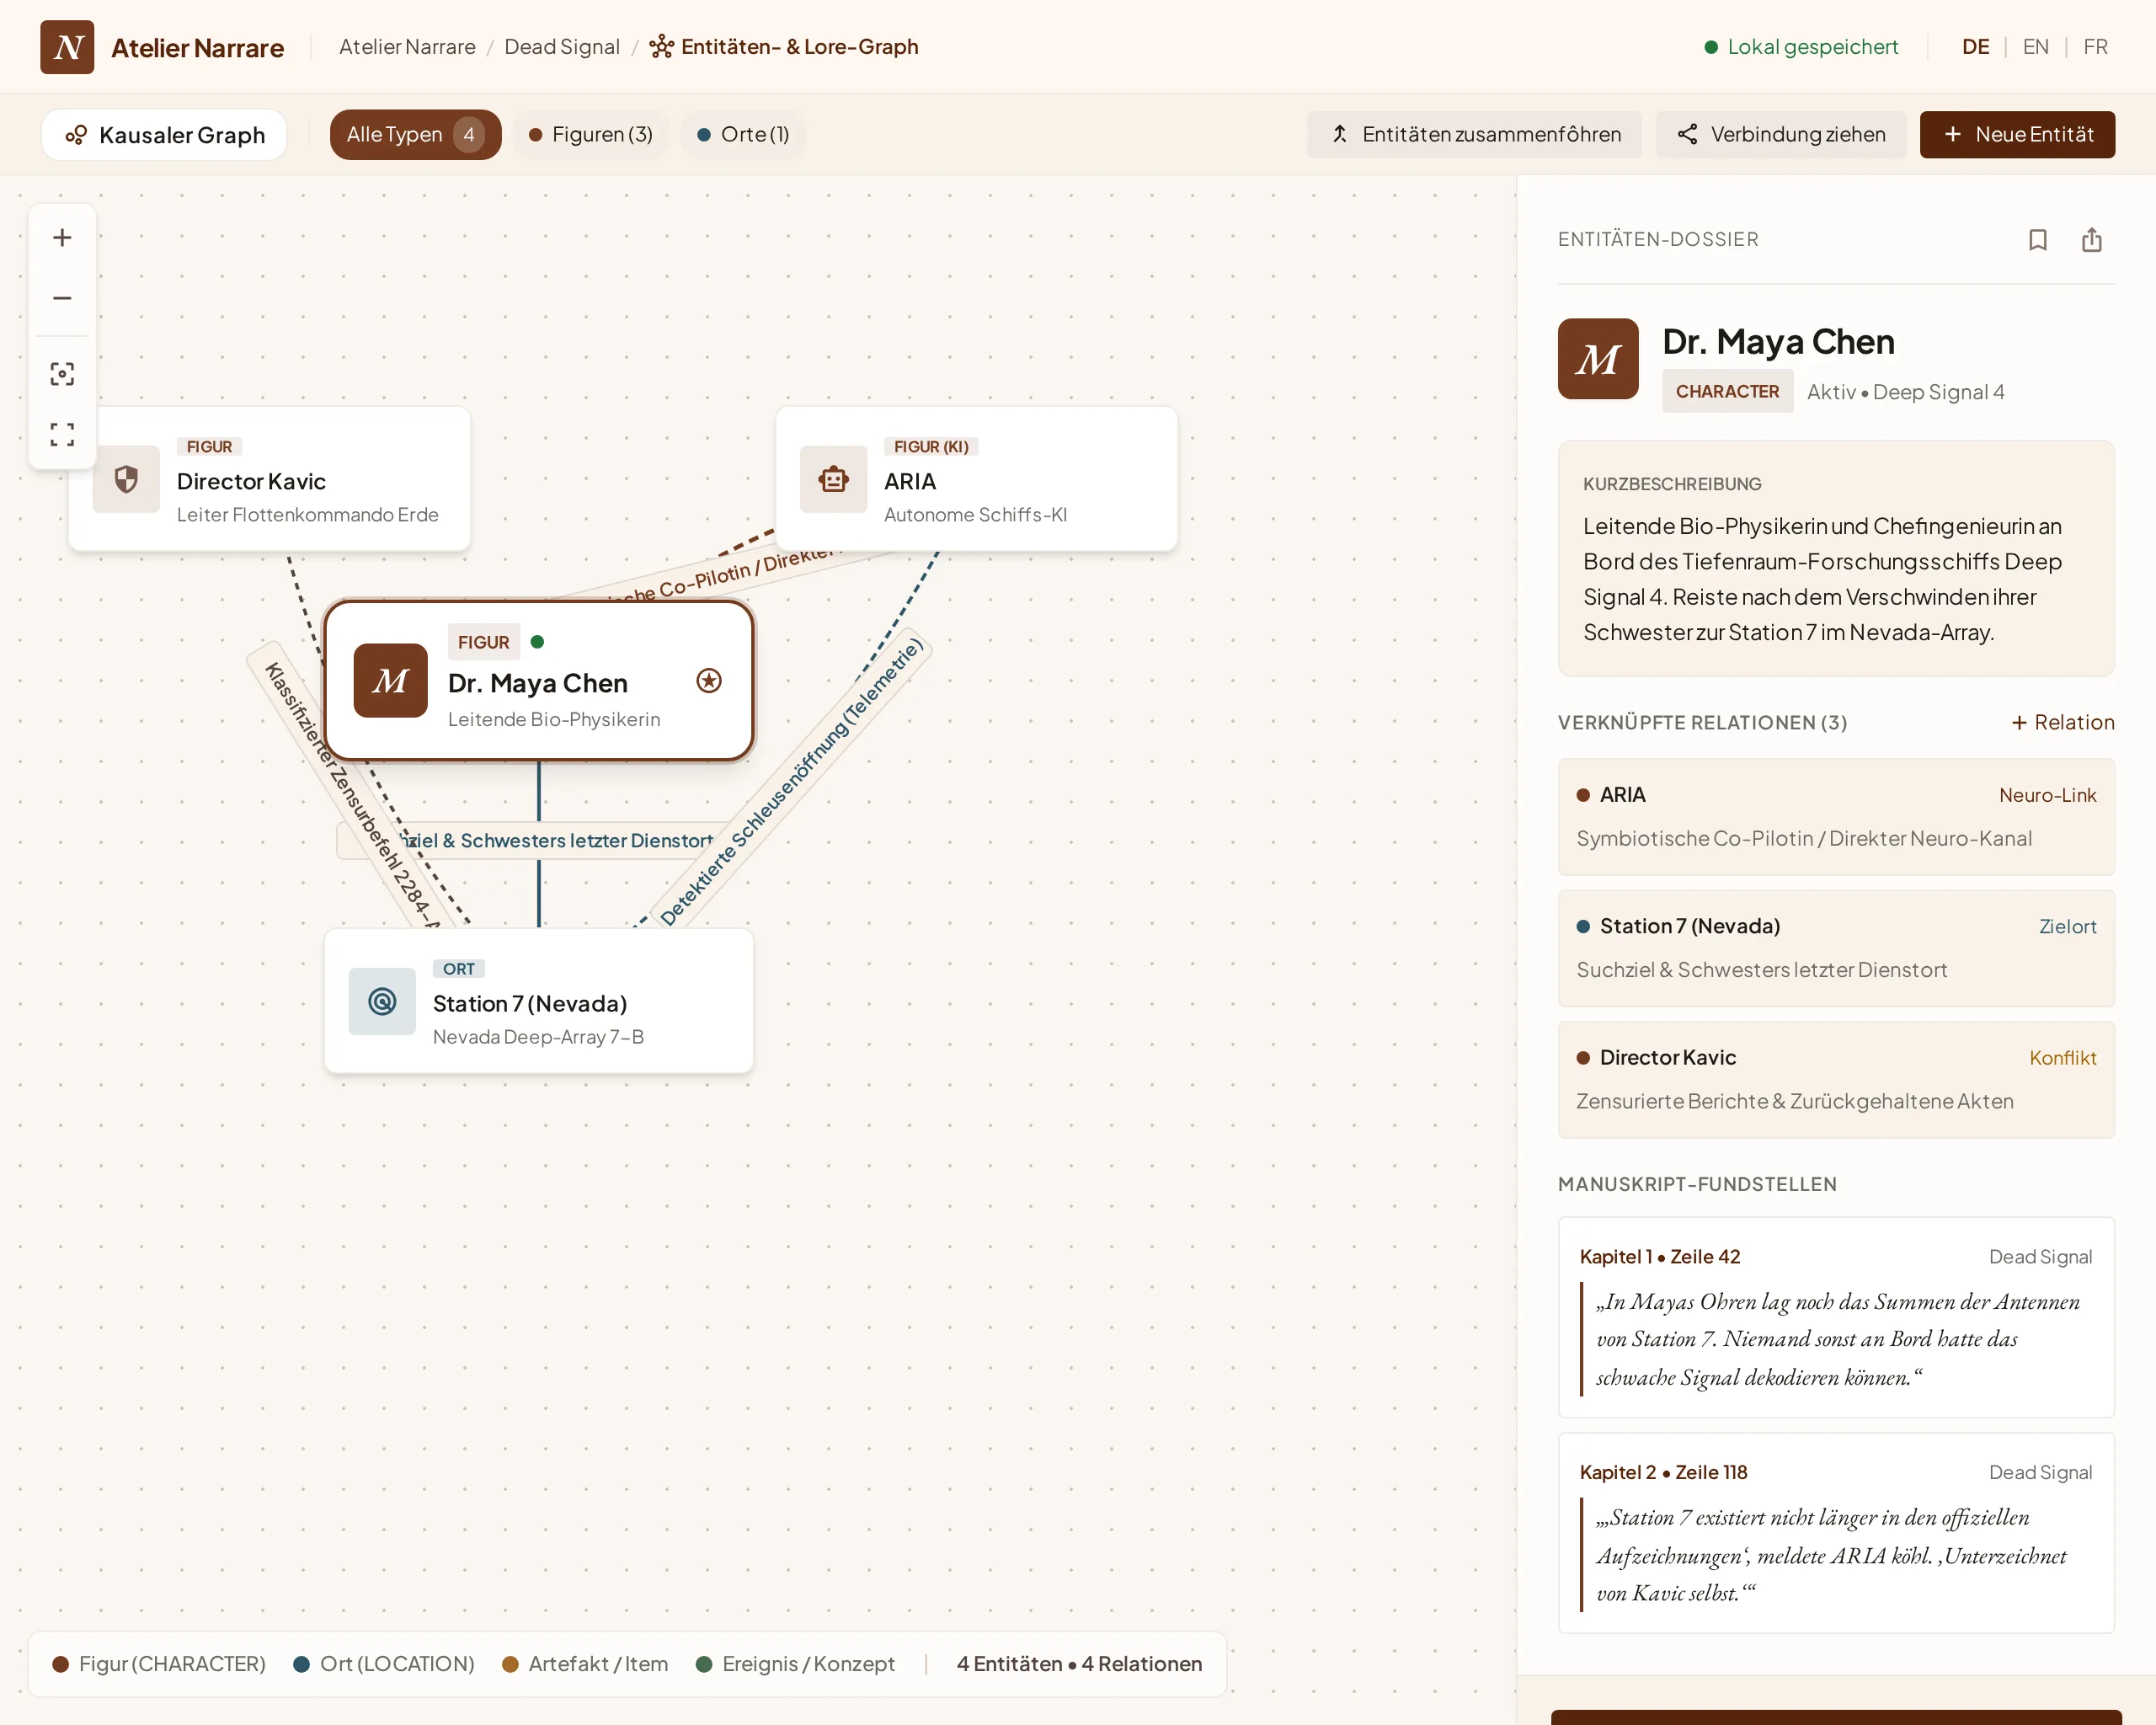 N Atelier Narrare
Atelier Narrare / Dead Signal / Entitäten- & Lore-Graph
Lokal gespeichert
DE | EN | FR
Kausaler Graph
Alle Typen 4
Figuren (3)
Orte (1)
Entitäten zusammenfôhren
Verbindung ziehen
+ Neue Entität
FIGUR
Director Kavic
Leiter Flottenkommando Erde
FIGUR (KI)
ARIA
Autonome Schiffs-KI
Co-Pilotin / Direkter
FIGUR
M
Dr. Maya Chen
Leitende Bio-Physikerin
Klassifizierter Zensurbefehl 2284-A
& Schwesters letzter Dienstort
Detektierte Schleusenöffnung (Telemetrie)
ORT
Station 7 (Nevada)
Nevada Deep-Array 7-B
Figur (CHARACTER)
Ort (LOCATION)
Artefakt / Item
Ereignis / Konzept
4 Entitäten • 4 Relationen
ENTITÄTEN-DOSSIER
M
Dr. Maya Chen
CHARACTER Aktiv • Deep Signal 4
KURZBESCHREIBUNG
Leitende Bio-Physikerin und Chefingenieurin an
Bord des Tiefenraum-Forschungsschiffs Deep
Signal 4. Reiste nach dem Verschwinden ihrer
Schwester zur Station 7 im Nevada-Array.
VERKNÜPFTE RELATIONEN (3)
+ Relation
ARIA Neuro-Link
Symbiotische Co-Pilotin / Direkter Neuro-Kanal
Station 7 (Nevada) Zielort
Suchziel & Schwesters letzter Dienstort
Director Kavic Konflikt
Zensurierte Berichte & Zurückgehaltene Akten
MANUSKRIPT-FUNDSTELLEN
Kapitel 1 • Zeile 42 Dead Signal
„In Mayas Ohren lag noch das Summen der Antennen
von Station 7. Niemand sonst an Bord hatte das
schwache Signal dekodieren können.“
Kapitel 2 • Zeile 118 Dead Signal
„‚Station 7 existiert nicht länger in den offiziellen
Aufzeichnungen‘, meldete ARIA köhl. ‚Unterzeichnet
von Kavic selbst.‘“